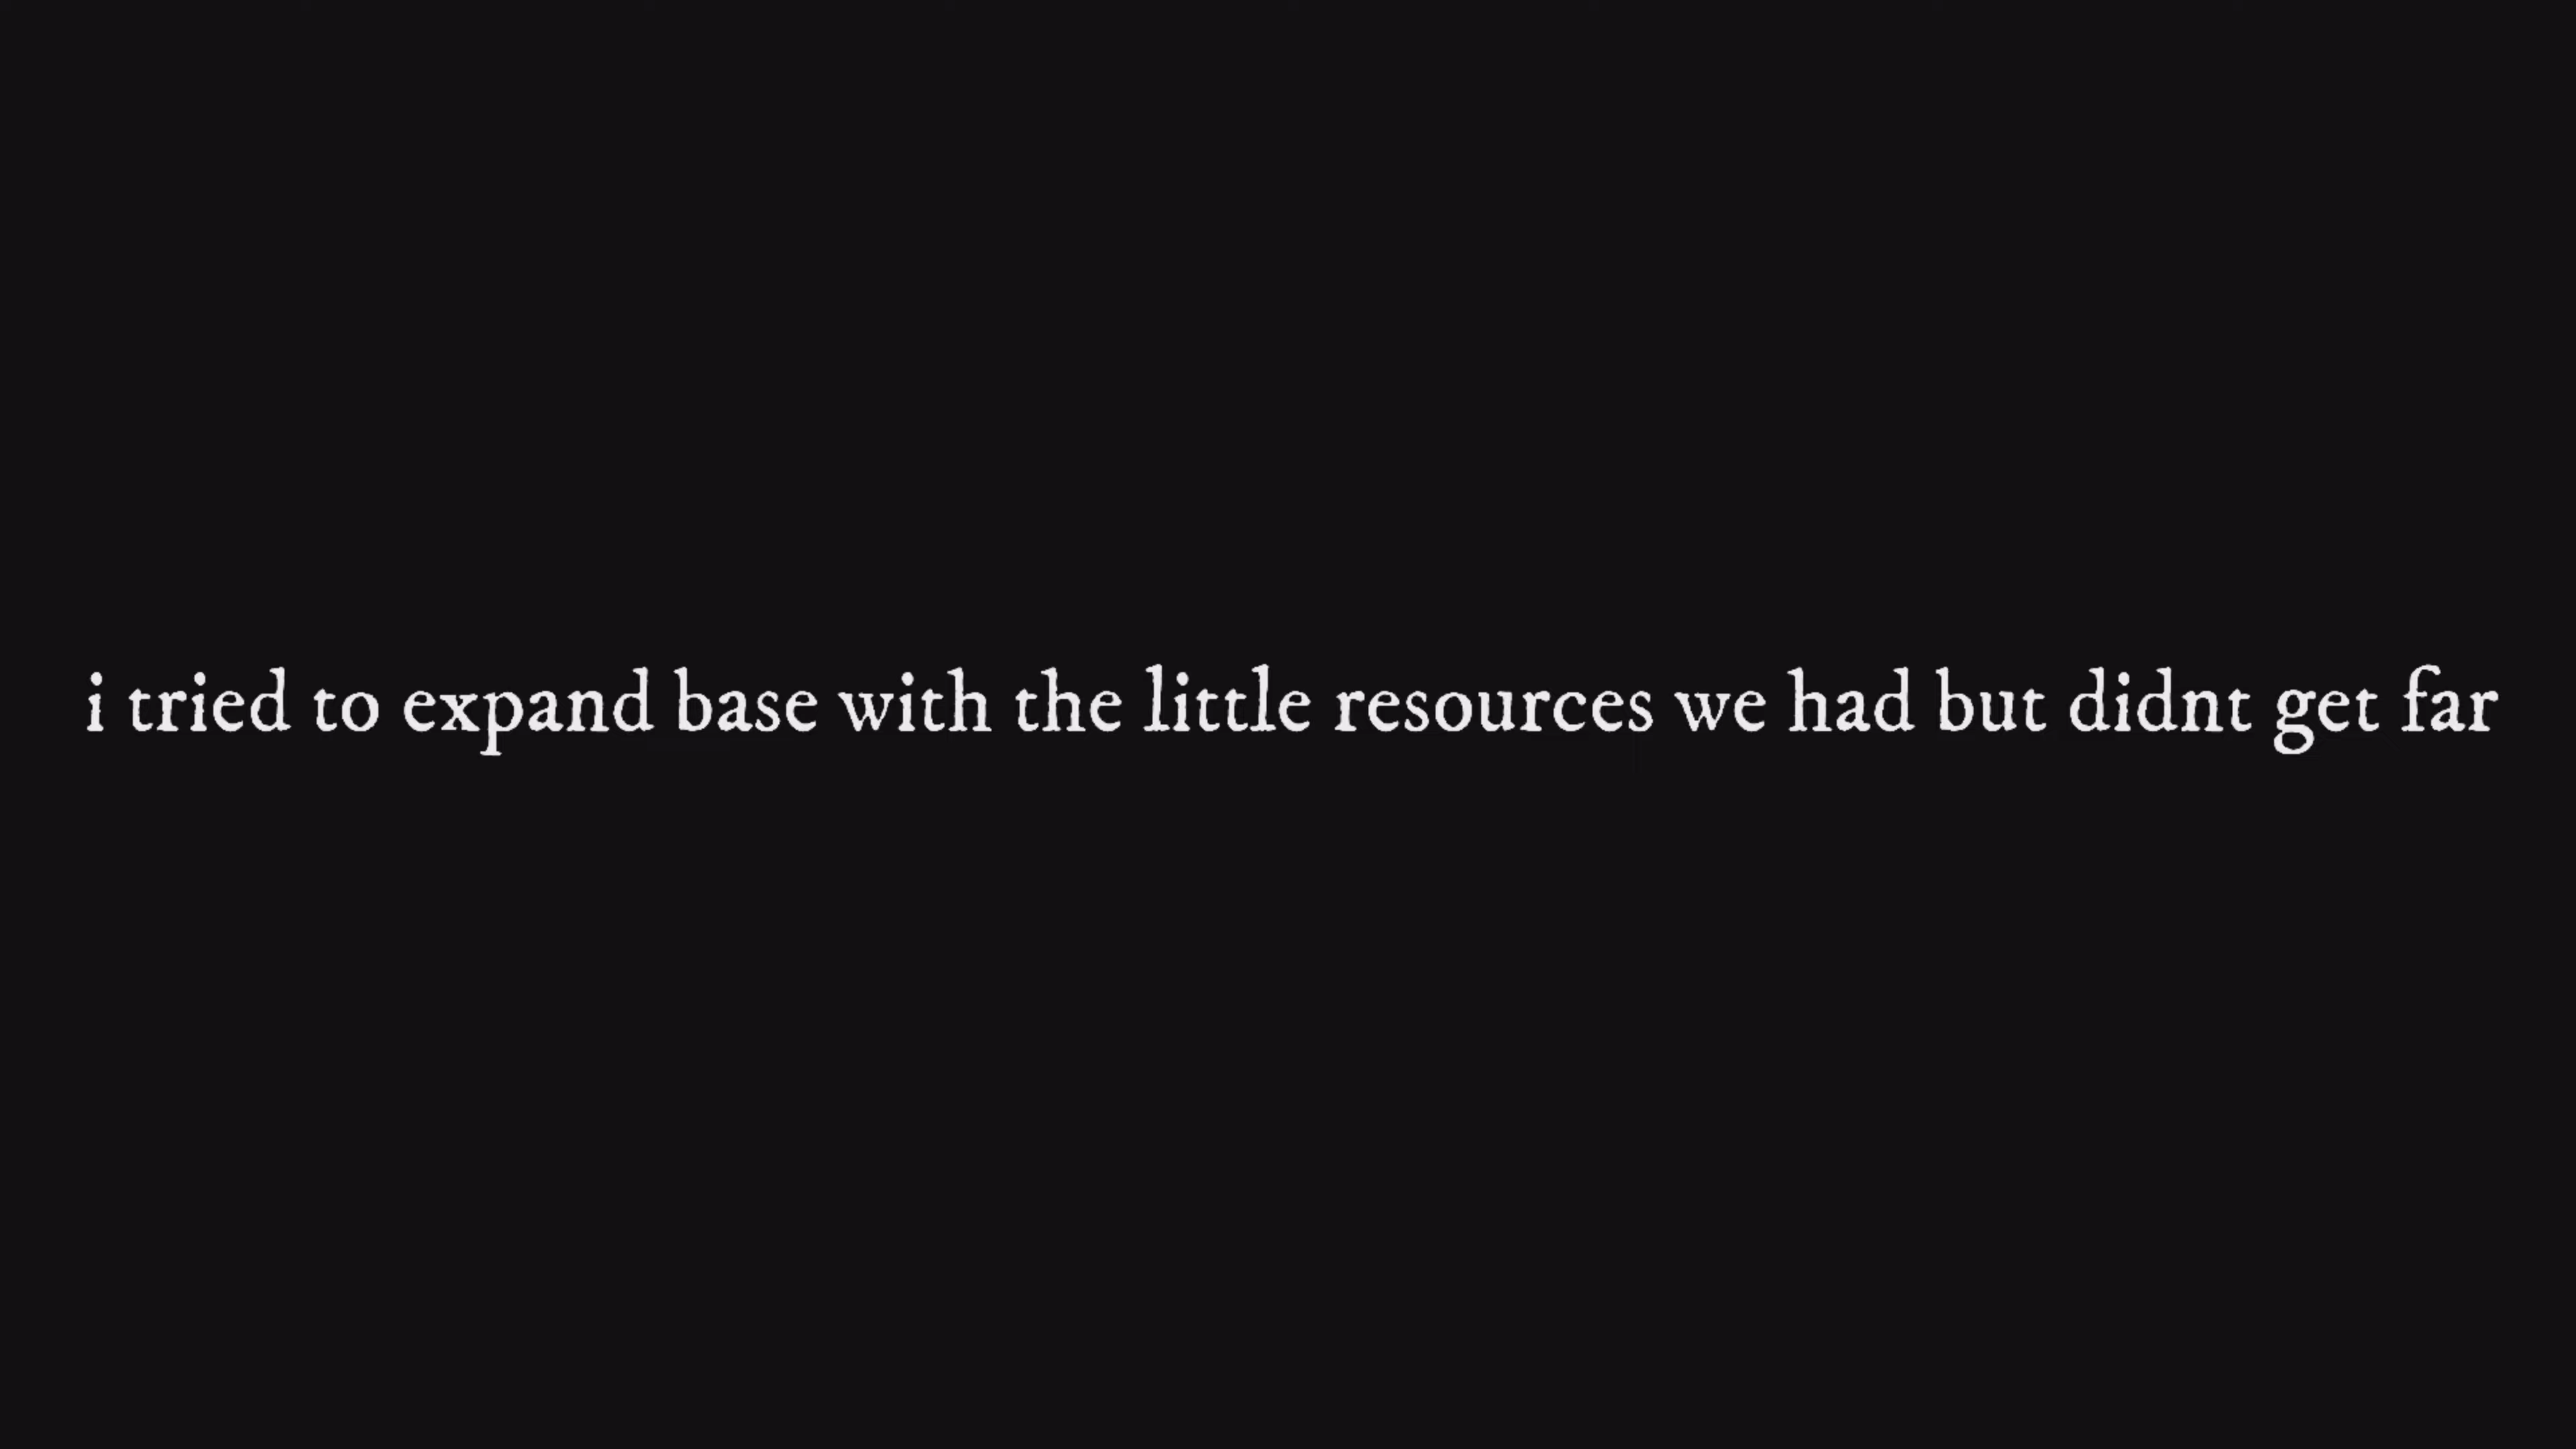 i tried to expand base with the little resources we had but didnt get far